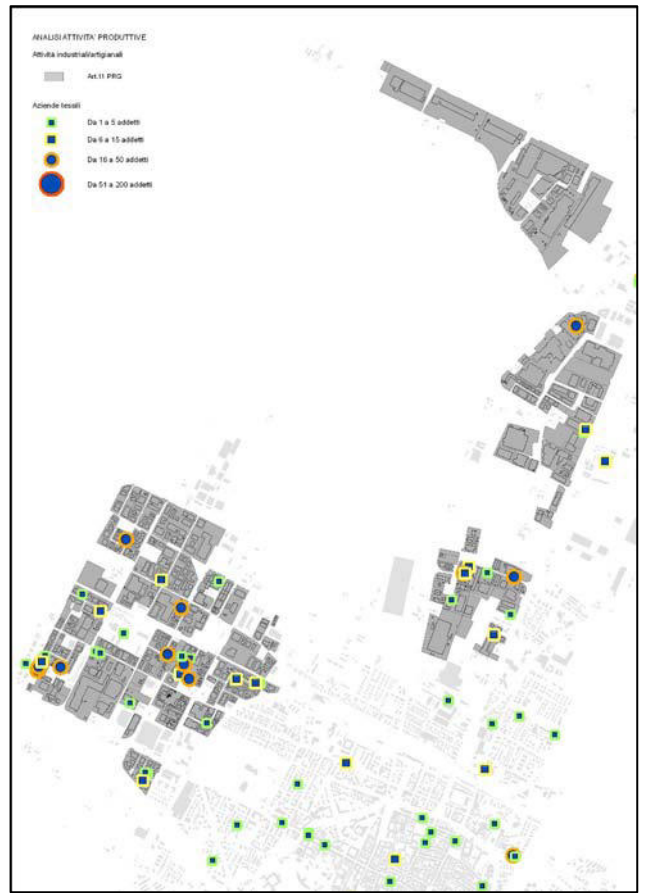 ANALISI ATTIVITA' PRODUTTIVE
Attività industriali/artigianali
Art.11 PRG
Aziende tessili
Da 1 a 5 addetti
Da 6 a 15 addetti
Da 16 a 50 addetti
Da 51 a 200 addetti